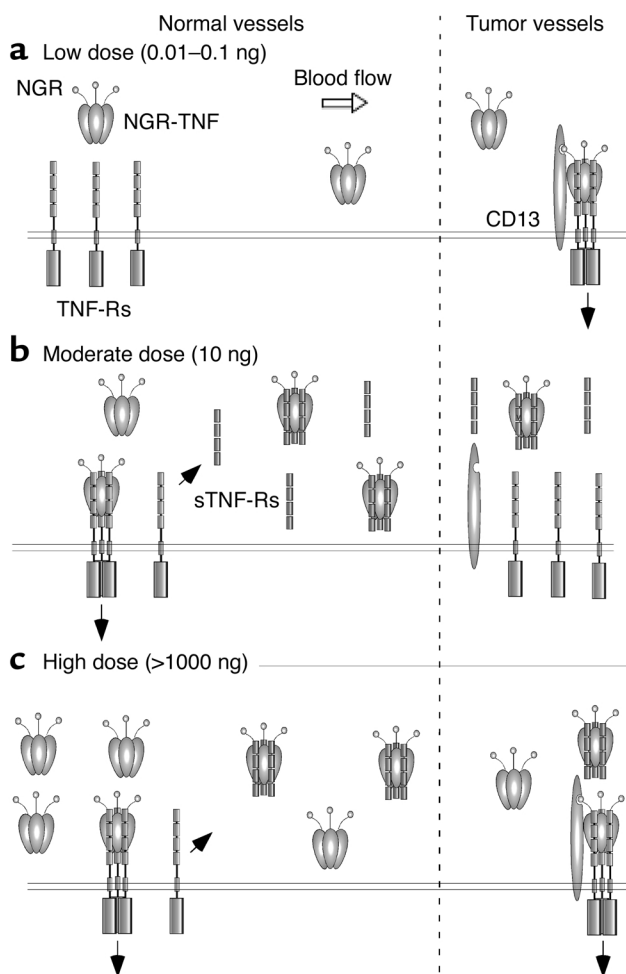 Normal vessels
Tumor vessels
a Low dose (0.01–0.1 ng)
NGR
NGR-TNF
Blood flow
CD13
TNF-Rs
b Moderate dose (10 ng)
sTNF-Rs
c High dose (>1000 ng)